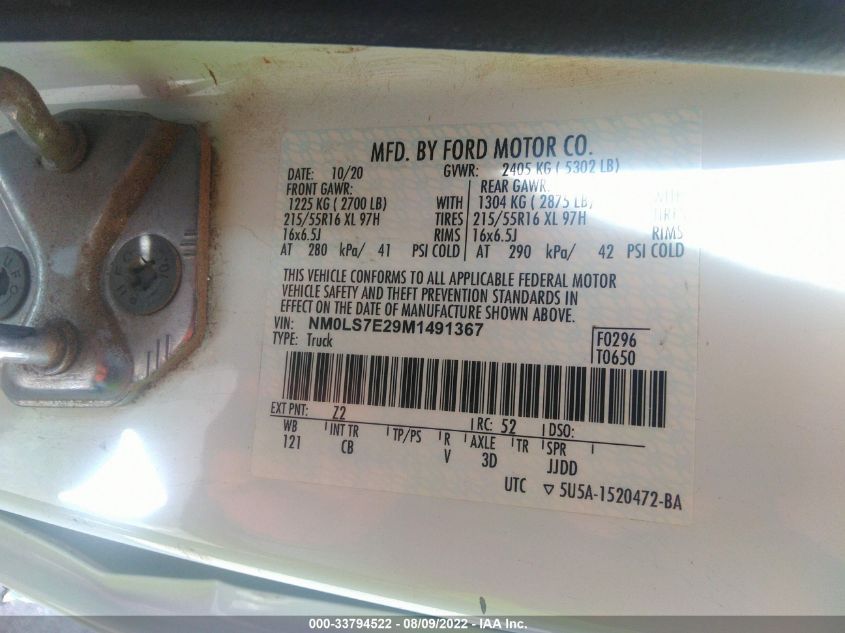 MFD. BY FORD MOTOR CO.
DATE: 10/20 GVWR: 2405 KG ( 5302 LB)
FRONT GAWR: REAR GAWR:
1225 KG ( 2700 LB) WITH 1304 KG ( 2875 LB) WITH
215/55R16 XL 97H TIRES 215/55R16 XL 97H TIRES
16x6.5J RIMS 16x6.5J RIMS
AT 280 kPa/ 41 PSI COLD AT 290 kPa/ 42 PSI COLD
THIS VEHICLE CONFORMS TO ALL APPLICABLE FEDERAL MOTOR
VEHICLE SAFETY AND THEFT PREVENTION STANDARDS IN
EFFECT ON THE DATE OF MANUFACTURE SHOWN ABOVE.
VIN: NM0LS7E29M1491367 F0296
TYPE: Truck T0650
EXT PNT: Z2 RC: 52 DSO:
WB INT TR TP/PS R AXLE TR SPR
121 CB V 3D JJDD
UTC ▽ 5U5A-1520472-BA
000-33794522 - 08/09/2022 - IAA Inc.